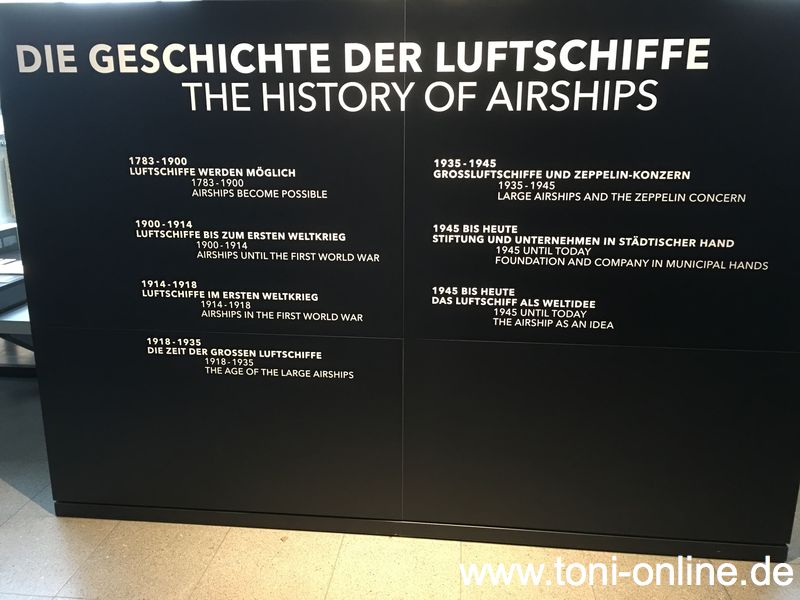 DIE GESCHICHTE DER LUFTSCHIFFE
THE HISTORY OF AIRSHIPS
1783 - 1900
LUFTSCHIFFE WERDEN MÖGLICH
1783 - 1900
AIRSHIPS BECOME POSSIBLE
1900 - 1914
LUFTSCHIFFE BIS ZUM ERSTEN WELTKRIEG
1900 - 1914
AIRSHIPS UNTIL THE FIRST WORLD WAR
1914 - 1918
LUFTSCHIFFE IM ERSTEN WELTKRIEG
1914 - 1918
AIRSHIPS IN THE FIRST WORLD WAR
1918 - 1935
DIE ZEIT DER GROSSEN LUFTSCHIFFE
1918 - 1935
THE AGE OF THE LARGE AIRSHIPS
1935 - 1945
GROSSLUFTSCHIFFE UND ZEPPELIN-KONZERN
1935 - 1945
LARGE AIRSHIPS AND THE ZEPPELIN CONCERN
1945 BIS HEUTE
STIFTUNG UND UNTERNEHMEN IN STÄDTISCHER HAND
1945 UNTIL TODAY
FOUNDATION AND COMPANY IN MUNICIPAL HANDS
1945 BIS HEUTE
DAS LUFTSCHIFF ALS WELTIDEE
1945 UNTIL TODAY
THE AIRSHIP AS AN IDEA
www.toni-online.de